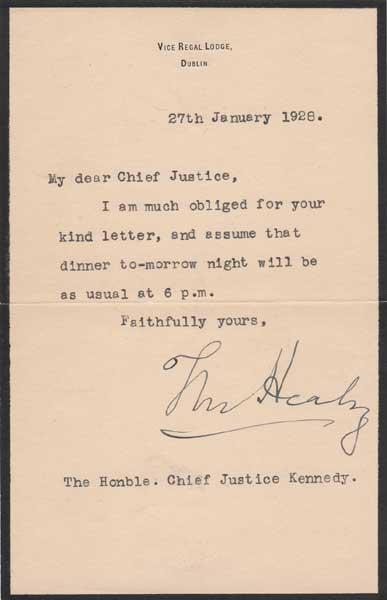 VICE REGAL LODGE,
DUBLIN
27th January 1928.
My dear Chief Justice,
I am much obliged for your
kind letter, and assume that
dinner to-morrow night will be
as usual at 6 p.m.
Faithfully yours,
Tim Healy
The Honble. Chief Justice Kennedy.